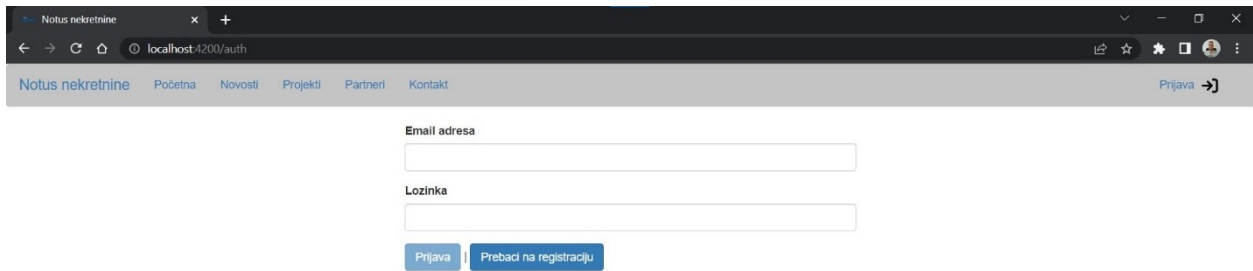 Notus nekretnine
localhost:4200/auth
Notus nekretnine Početna Novosti Projekti Partneri Kontakt Prijava
Email adresa
Lozinka
Prijava | Prebaci na registraciju